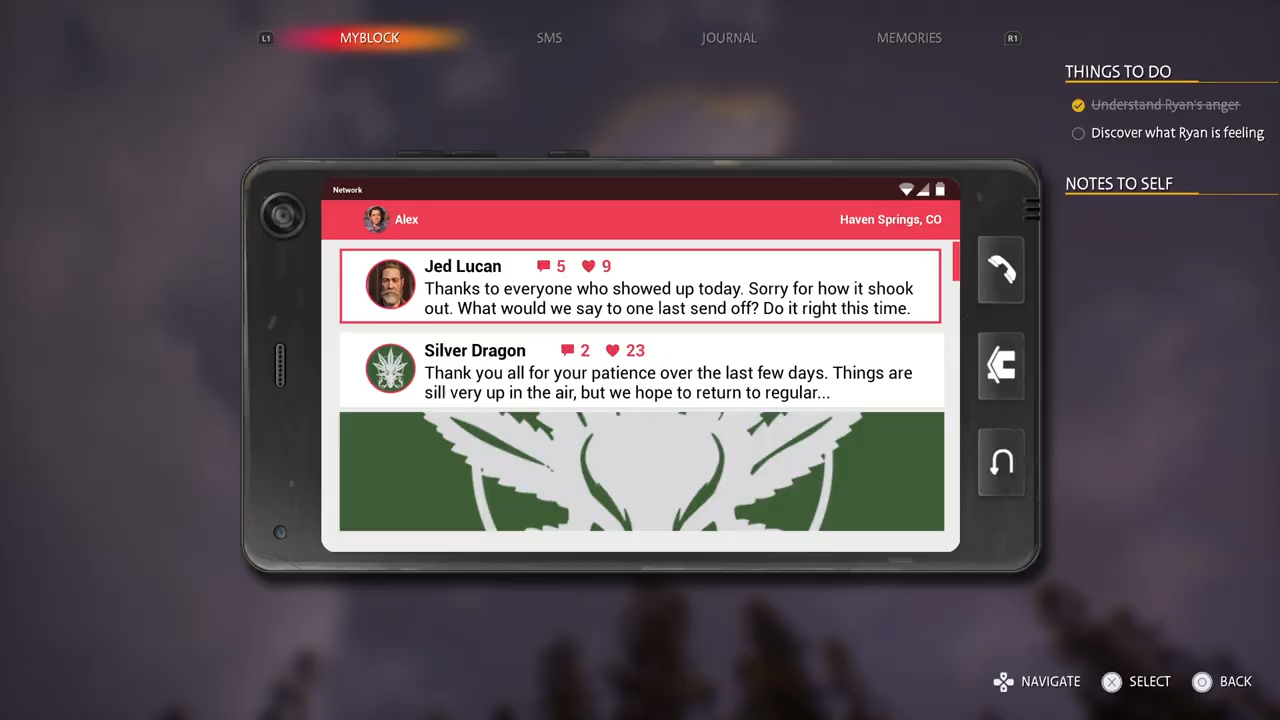 L1
MYBLOCK
SMS
JOURNAL
MEMORIES
R1
THINGS TO DO
Understand Ryan's anger
Discover what Ryan is feeling
NOTES TO SELF
Network
Alex
Haven Springs, CO
Jed Lucan 5 9
Thanks to everyone who showed up today. Sorry for how it shook
out. What would we say to one last send off? Do it right this time.
Silver Dragon 2 23
Thank you all for your patience over the last few days. Things are
sill very up in the air, but we hope to return to regular...
NAVIGATE
SELECT
BACK